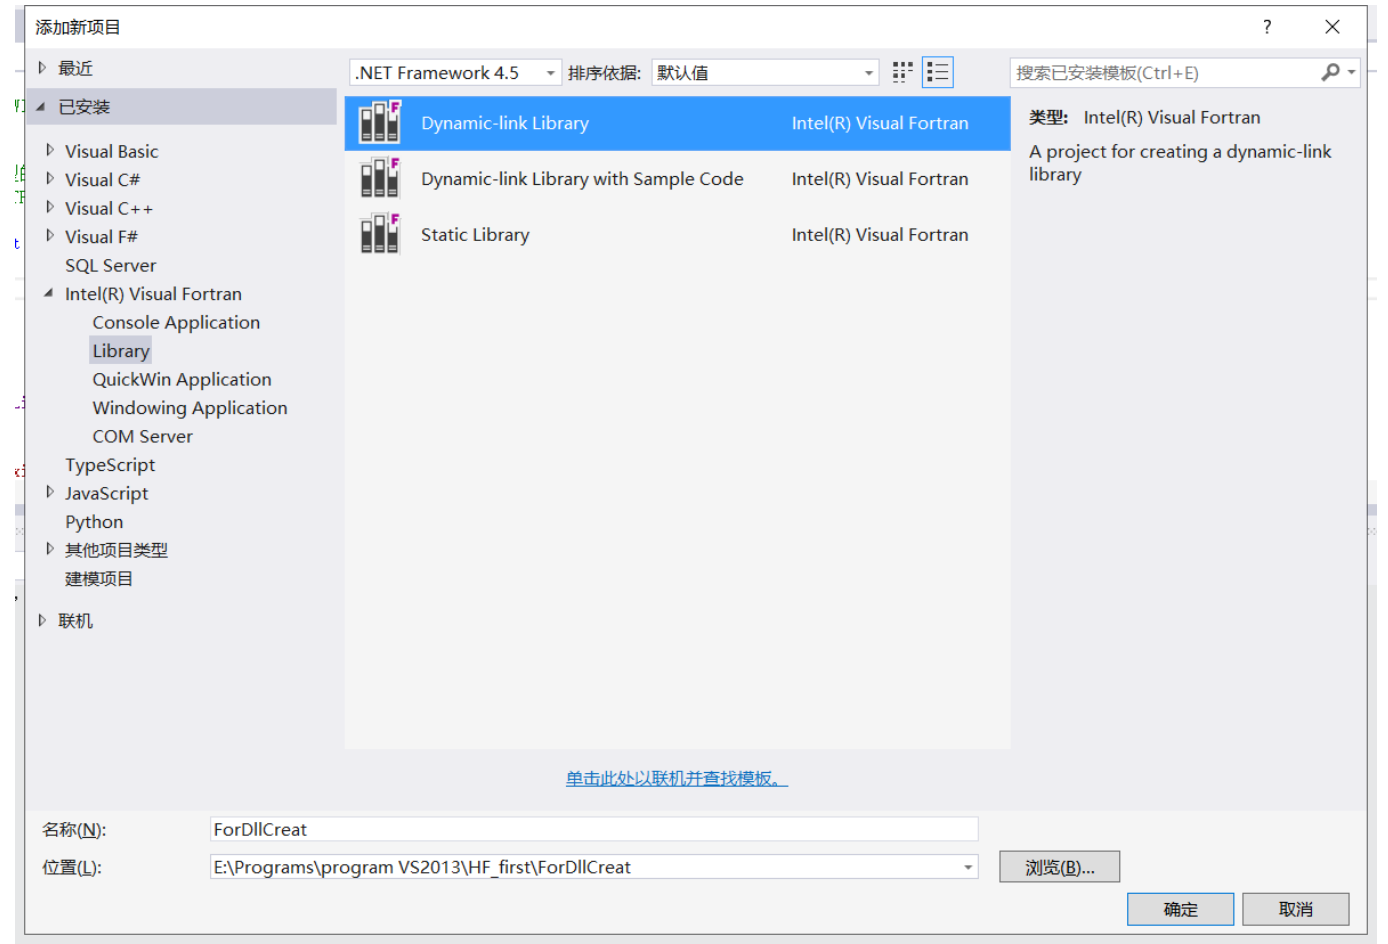 添加新项目
?
最近
.NET Framework 4.5
排序依据:
默认值
搜索已安装模板(Ctrl+E)
已安装
Visual Basic
Visual C#
Visual C++
Visual F#
SQL Server
Intel(R) Visual Fortran
Console Application
Library
QuickWin Application
Windowing Application
COM Server
TypeScript
JavaScript
Python
其他项目类型
建模项目
联机
Dynamic-link Library Intel(R) Visual Fortran
Dynamic-link Library with Sample Code Intel(R) Visual Fortran
Static Library Intel(R) Visual Fortran
类型: Intel(R) Visual Fortran
A project for creating a dynamic-link
library
单击此处以联机并查找模板。
名称(N): ForDllCreat
位置(L): E:\Programs\program VS2013\HF_first\ForDllCreat
浏览(B)...
确定
取消